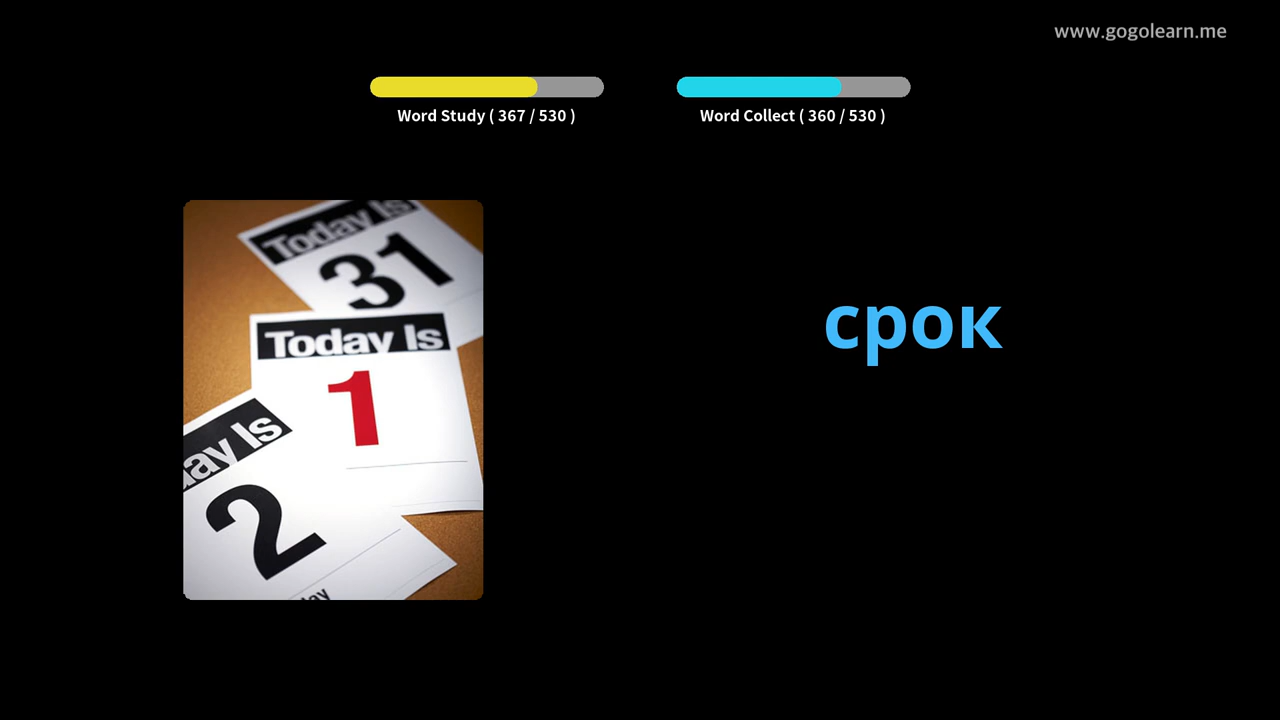 www.gogolearn.me
Word Study ( 367 / 530 )
Word Collect ( 360 / 530 )
Today Is
31
Today Is
1
ay Is
2
ay
срок